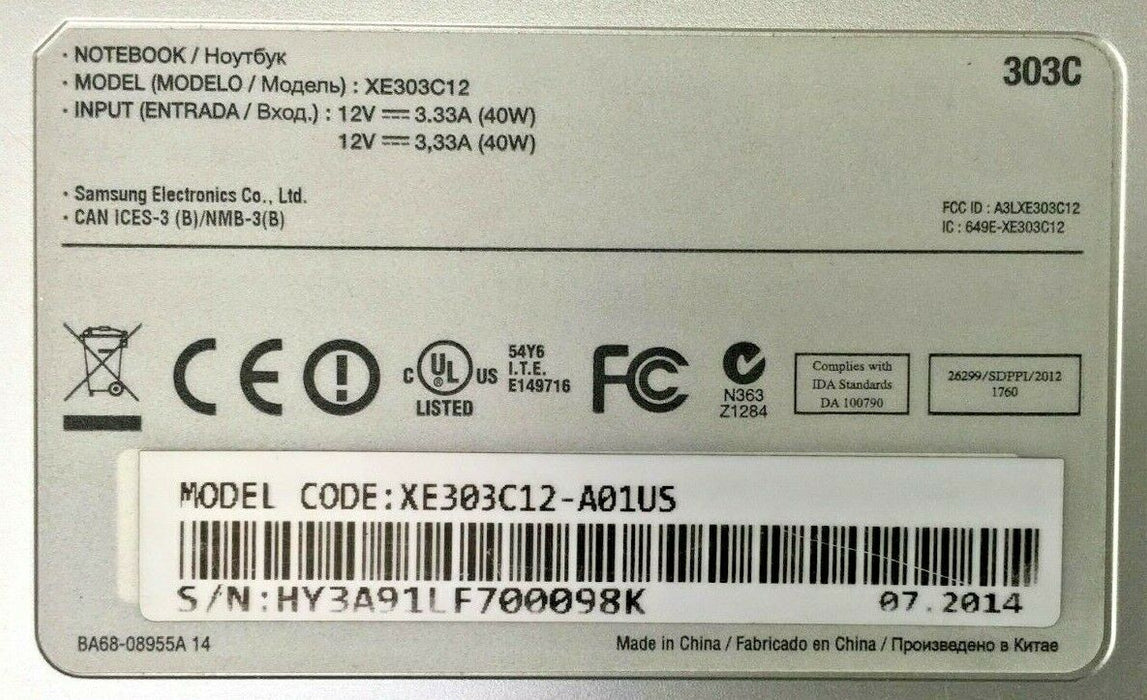 · NOTEBOOK / Ноутбук
303C
· MODEL (MODELO / Модель) : XE303C12
· INPUT (ENTRADA / Вход.) : 12V ⎓ 3.33A (40W)
12V ⎓ 3,33A (40W)
· Samsung Electronics Co., Ltd.
· CAN ICES-3 (B)/NMB-3(B)
FCC ID : A3LXE303C12
IC : 649E-XE303C12
CE
C UL ® US
LISTED
54Y6
I.T.E.
E149716
FC
N363
Z1284
Complies with
IDA Standards
DA 100790
26299/SDPPI/2012
1760
MODEL CODE:XE303C12-A01US
S/N:HY3A91LF700098K
07.2014
BA68-08955A 14
Made in China / Fabricado en China / Произведено в Китае